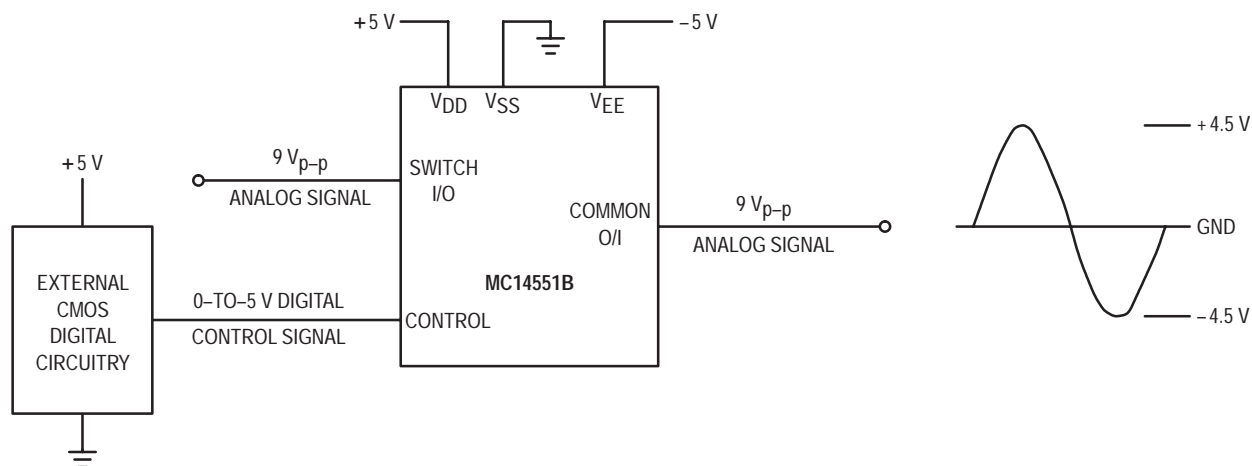 +5 V
−5 V
VDD
VSS
VEE
+5 V
9 Vp–p
ANALOG SIGNAL
SWITCH
I/O
COMMON
O/I
9 Vp–p
ANALOG SIGNAL
+4.5 V
GND
−4.5 V
EXTERNAL
CMOS
DIGITAL
CIRCUITRY
0–TO–5 V DIGITAL
CONTROL SIGNAL
CONTROL
MC14551B